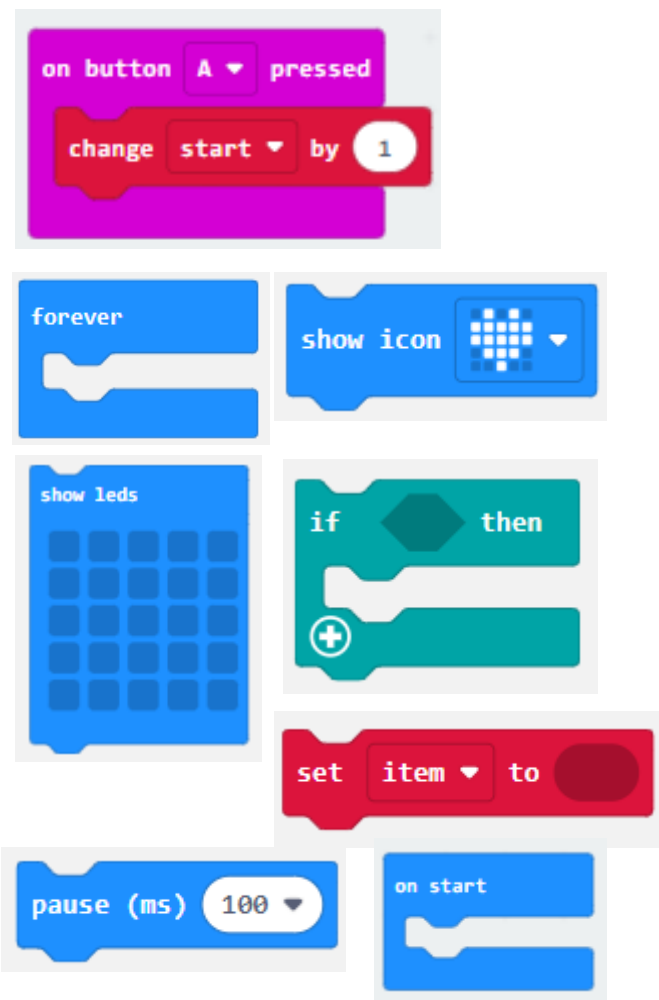 on button A pressed
change start by 1
forever
show icon
show leds
if then
set item to
pause (ms) 100
on start